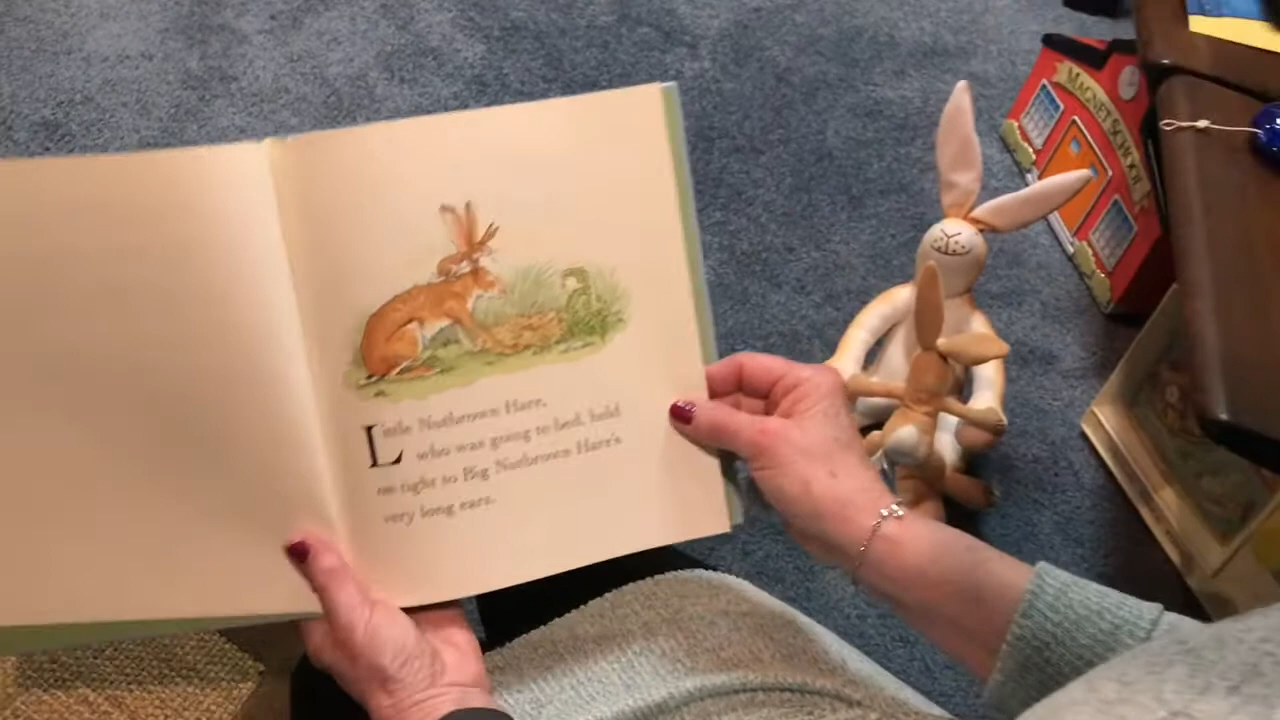 Little Nutbrown Hare,
who was going to bed, held
on tight to Big Nutbrown Hare's
very long ears.
MAGNET SCHOOL